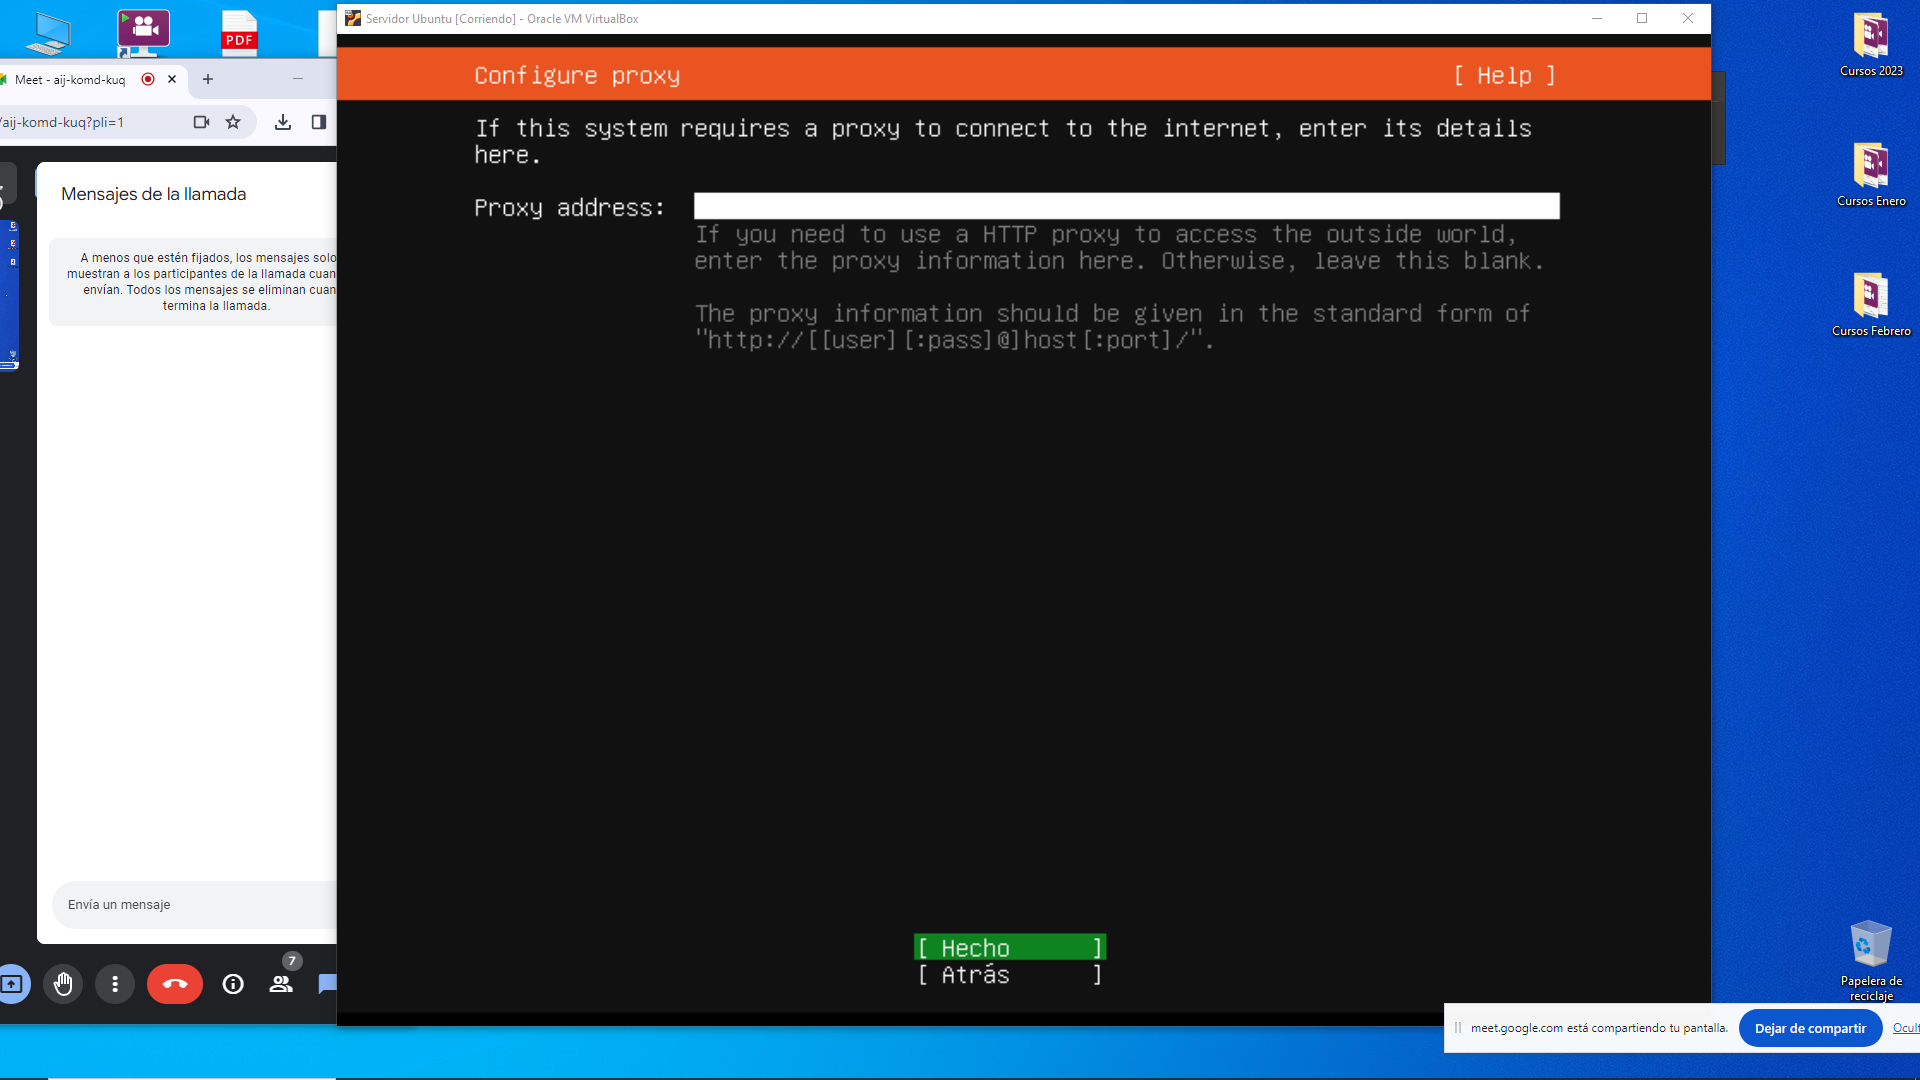 Servidor Ubuntu [Corriendo] - Oracle VM VirtualBox
Configure proxy
[ Help ]
If this system requires a proxy to connect to the internet, enter its details
here.
Proxy address:
If you need to use a HTTP proxy to access the outside world,
enter the proxy information here. Otherwise, leave this blank.
The proxy information should be given in the standard form of
"http://[[user][:pass]@]host[:port]/".
[ Hecho ]
[ Atrás ]
PDF
Meet - aij-komd-kuq
/aij-komd-kuq?pli=1
Mensajes de la llamada
A menos que estén fijados, los mensajes solo
muestran a los participantes de la llamada cuan
envían. Todos los mensajes se eliminan cuan
termina la llamada.
Envía un mensaje
7
Cursos 2023
Cursos Enero
Cursos Febrero
Papelera de
reciclaje
meet.google.com está compartiendo tu pantalla.
Dejar de compartir
Ocult